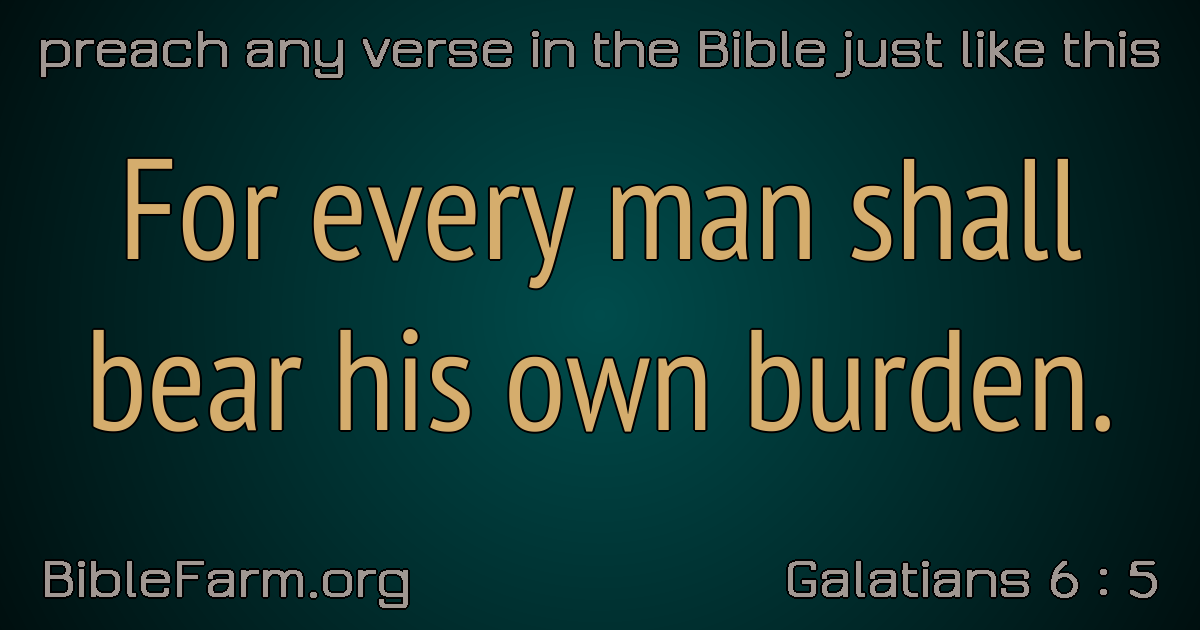 preach any verse in the Bible just like this
For every man shall
bear his own burden.
BibleFarm.org
Galatians 6 : 5